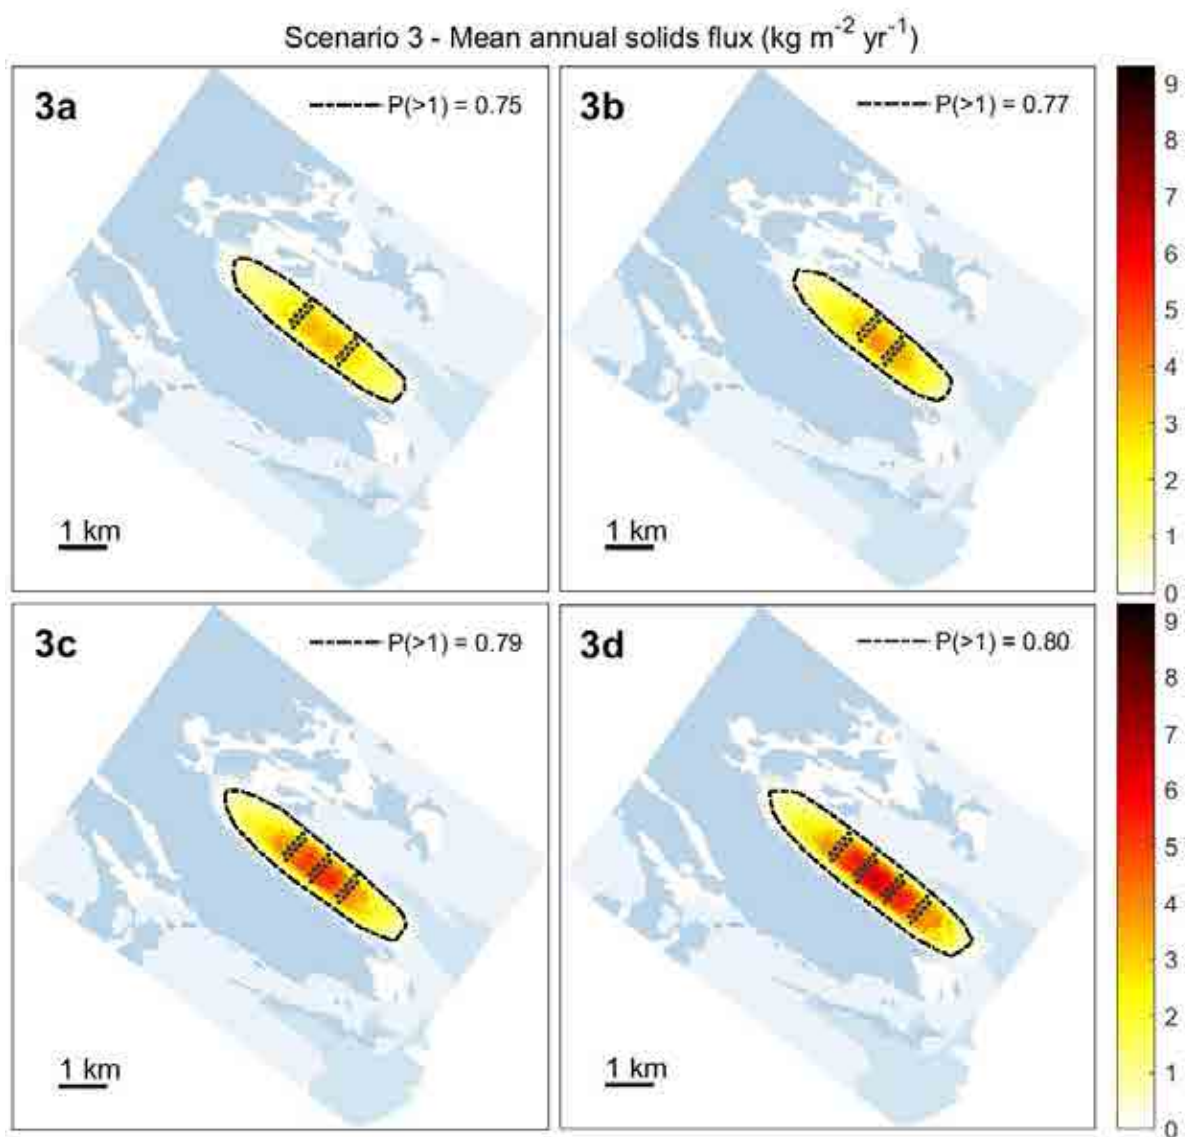 Scenario 3 - Mean annual solids flux (kg m⁻² yr⁻¹)
3a
P(>1) = 0.75
1 km
3b
P(>1) = 0.77
1 km
9
8
7
6
5
4
3
2
1
0
3c
P(>1) = 0.79
1 km
3d
P(>1) = 0.80
1 km
9
8
7
6
5
4
3
2
1
0